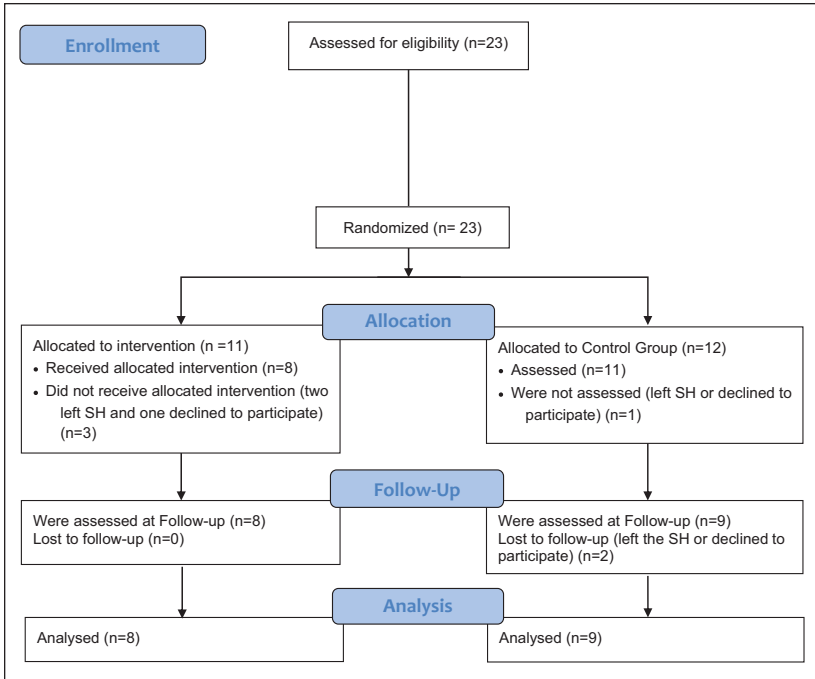 Enrollment
Assessed for eligibility (n=23)
Randomized (n= 23)
Allocation
Allocated to intervention (n =11)
• Received allocated intervention (n=8)
• Did not receive allocated intervention (two
left SH and one declined to participate)
(n=3)
Allocated to Control Group (n=12)
• Assessed (n=11)
• Were not assessed (left SH or declined to
participate) (n=1)
Follow-Up
Were assessed at Follow-up (n=8)
Lost to follow-up (n=0)
Were assessed at Follow-up (n=9)
Lost to follow-up (left the SH or declined to
participate) (n=2)
Analysis
Analysed (n=8)
Analysed (n=9)